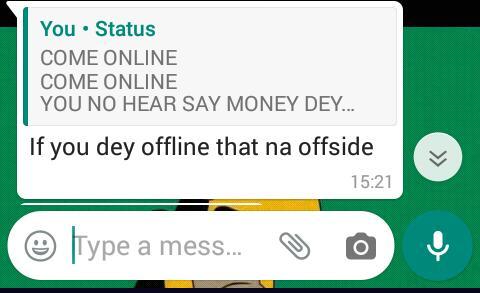 You • Status
COME ONLINE
COME ONLINE
YOU NO HEAR SAY MONEY DEY...
If you dey offline that na offside
15:21
Type a mess...